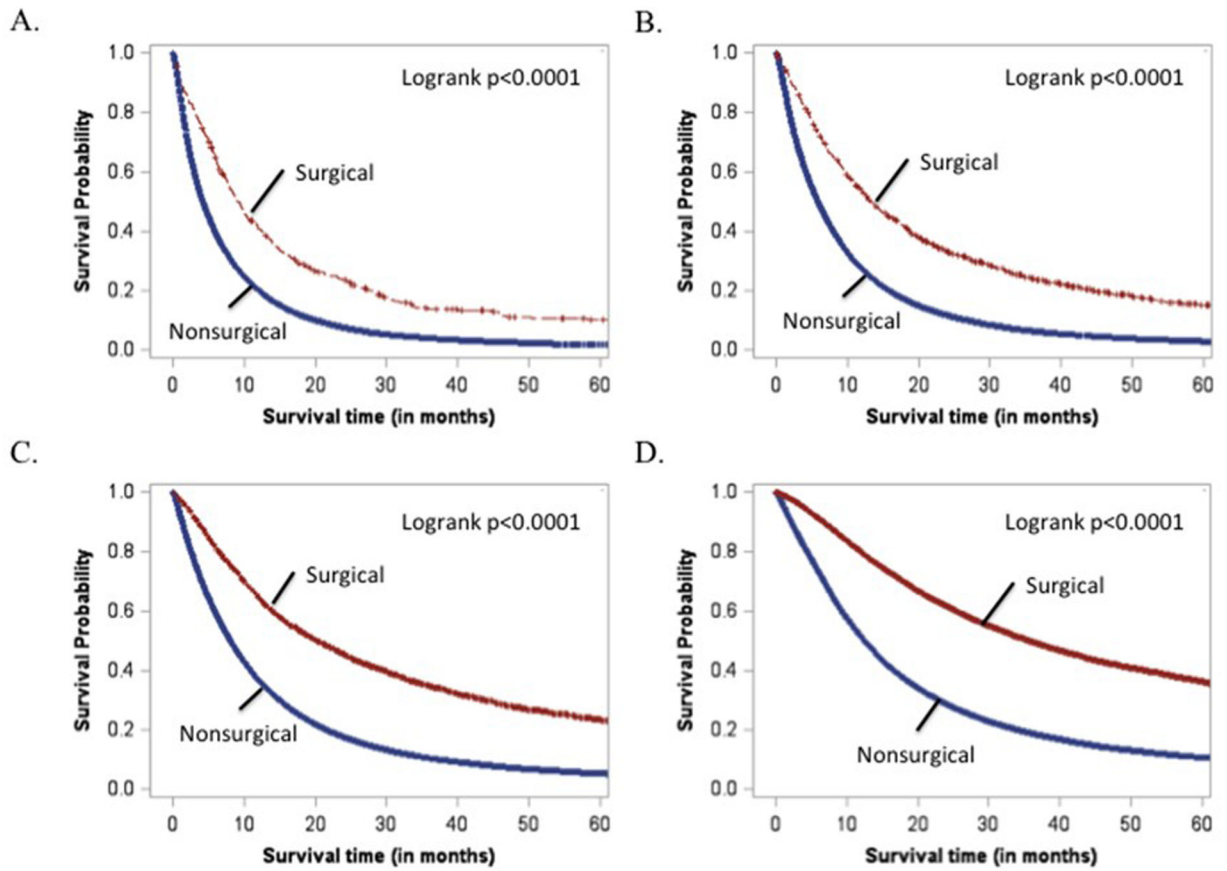 A.
Logrank p<0.0001
Surgical
Nonsurgical
Survival Probability
1.0
0.8
0.6
0.4
0.2
0.0
0 10 20 30 40 50 60
Survival time (in months)
B.
Logrank p<0.0001
Surgical
Nonsurgical
Survival Probability
1.0
0.8
0.6
0.4
0.2
0.0
0 10 20 30 40 50 60
Survival time (in months)
C.
Logrank p<0.0001
Surgical
Nonsurgical
Survival Probability
1.0
0.8
0.6
0.4
0.2
0.0
0 10 20 30 40 50 60
Survival time (in months)
D.
Logrank p<0.0001
Surgical
Nonsurgical
Survival Probability
1.0
0.8
0.6
0.4
0.2
0.0
0 10 20 30 40 50 60
Survival time (in months)